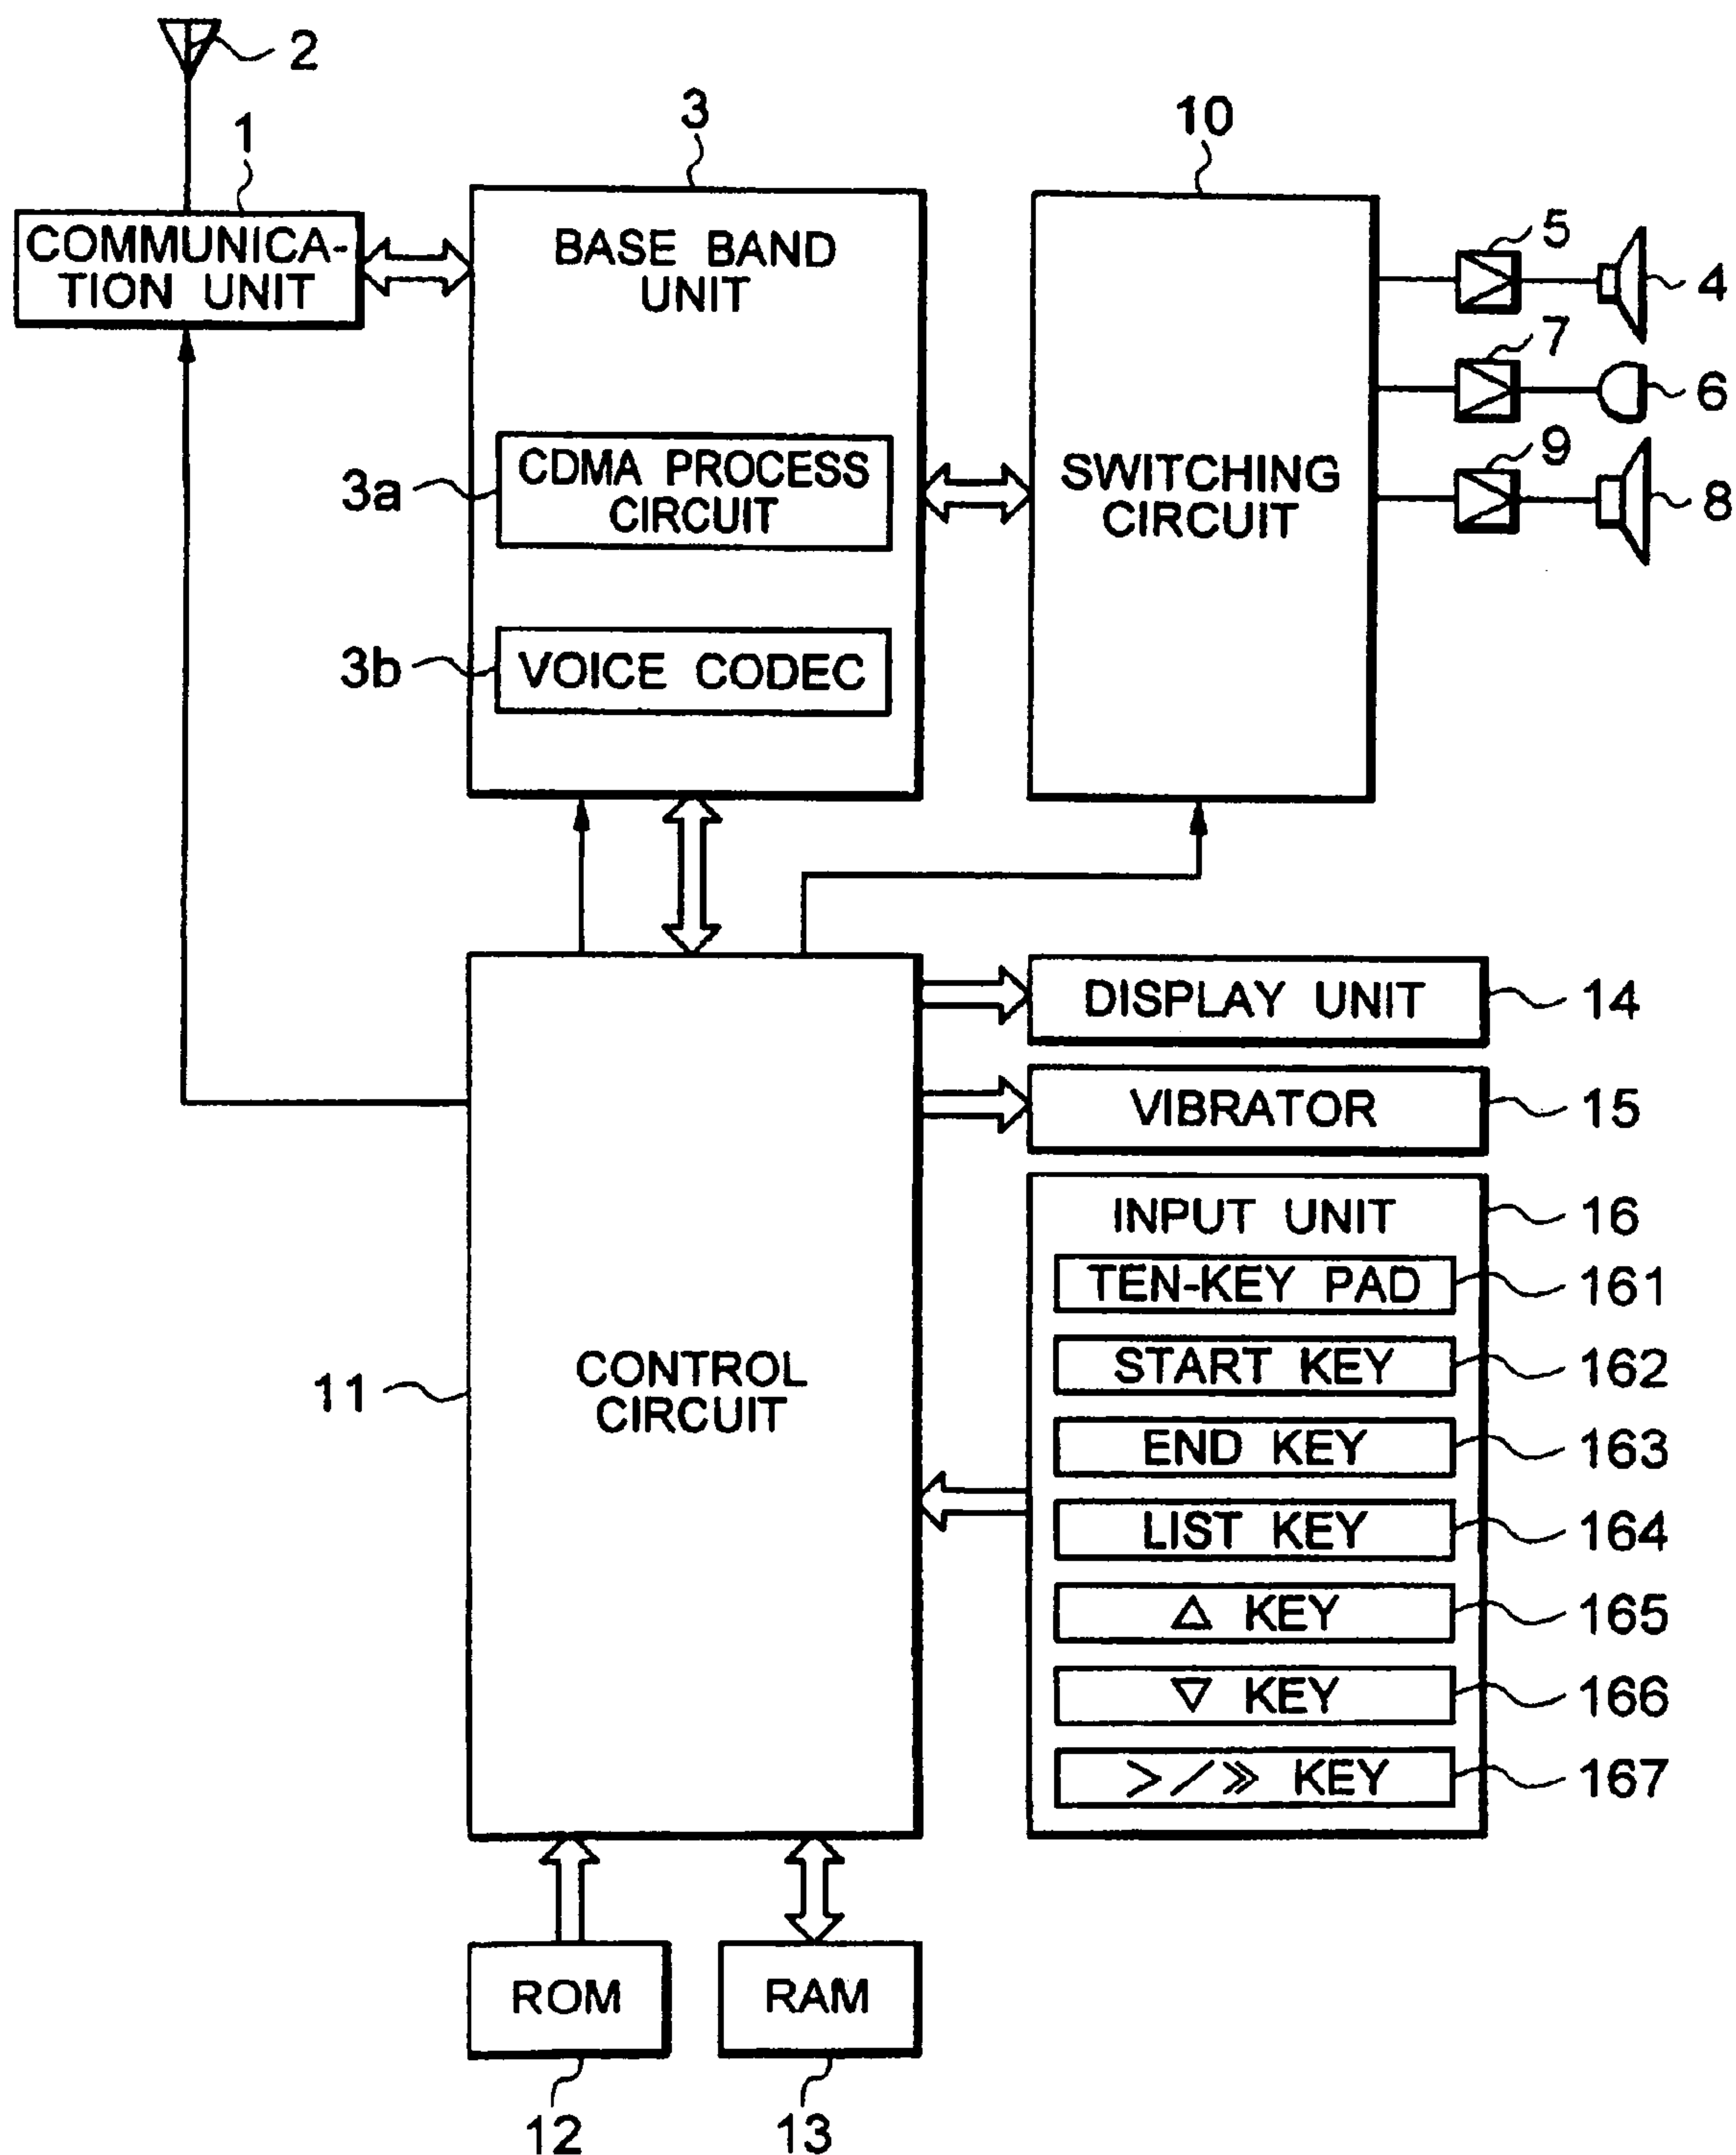 2
1
3
10
COMMUNICA-
TION UNIT
BASE BAND
UNIT
5
4
7
6
3a
CDMA PROCESS
CIRCUIT
SWITCHING
CIRCUIT
9
8
3b
VOICE CODEC
DISPLAY UNIT
14
VIBRATOR
15
INPUT UNIT
16
TEN-KEY PAD
161
11
CONTROL
CIRCUIT
START KEY
162
END KEY
163
LIST KEY
164
△ KEY
165
▽ KEY
166
>/≫ KEY
167
ROM
RAM
12
13